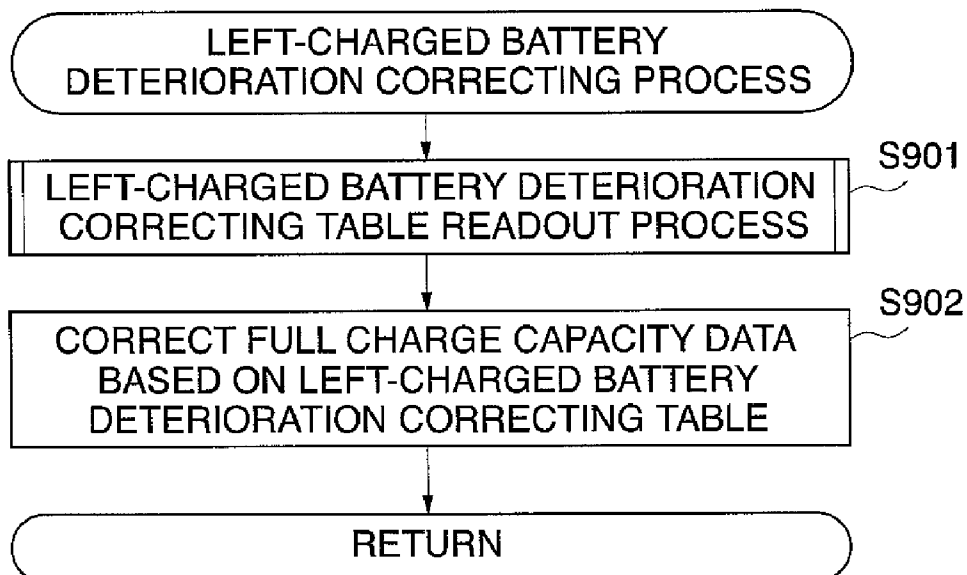 LEFT-CHARGED BATTERY
DETERIORATION CORRECTING PROCESS
S901
LEFT-CHARGED BATTERY DETERIORATION
CORRECTING TABLE READOUT PROCESS
S902
CORRECT FULL CHARGE CAPACITY DATA
BASED ON LEFT-CHARGED BATTERY
DETERIORATION CORRECTING TABLE
RETURN